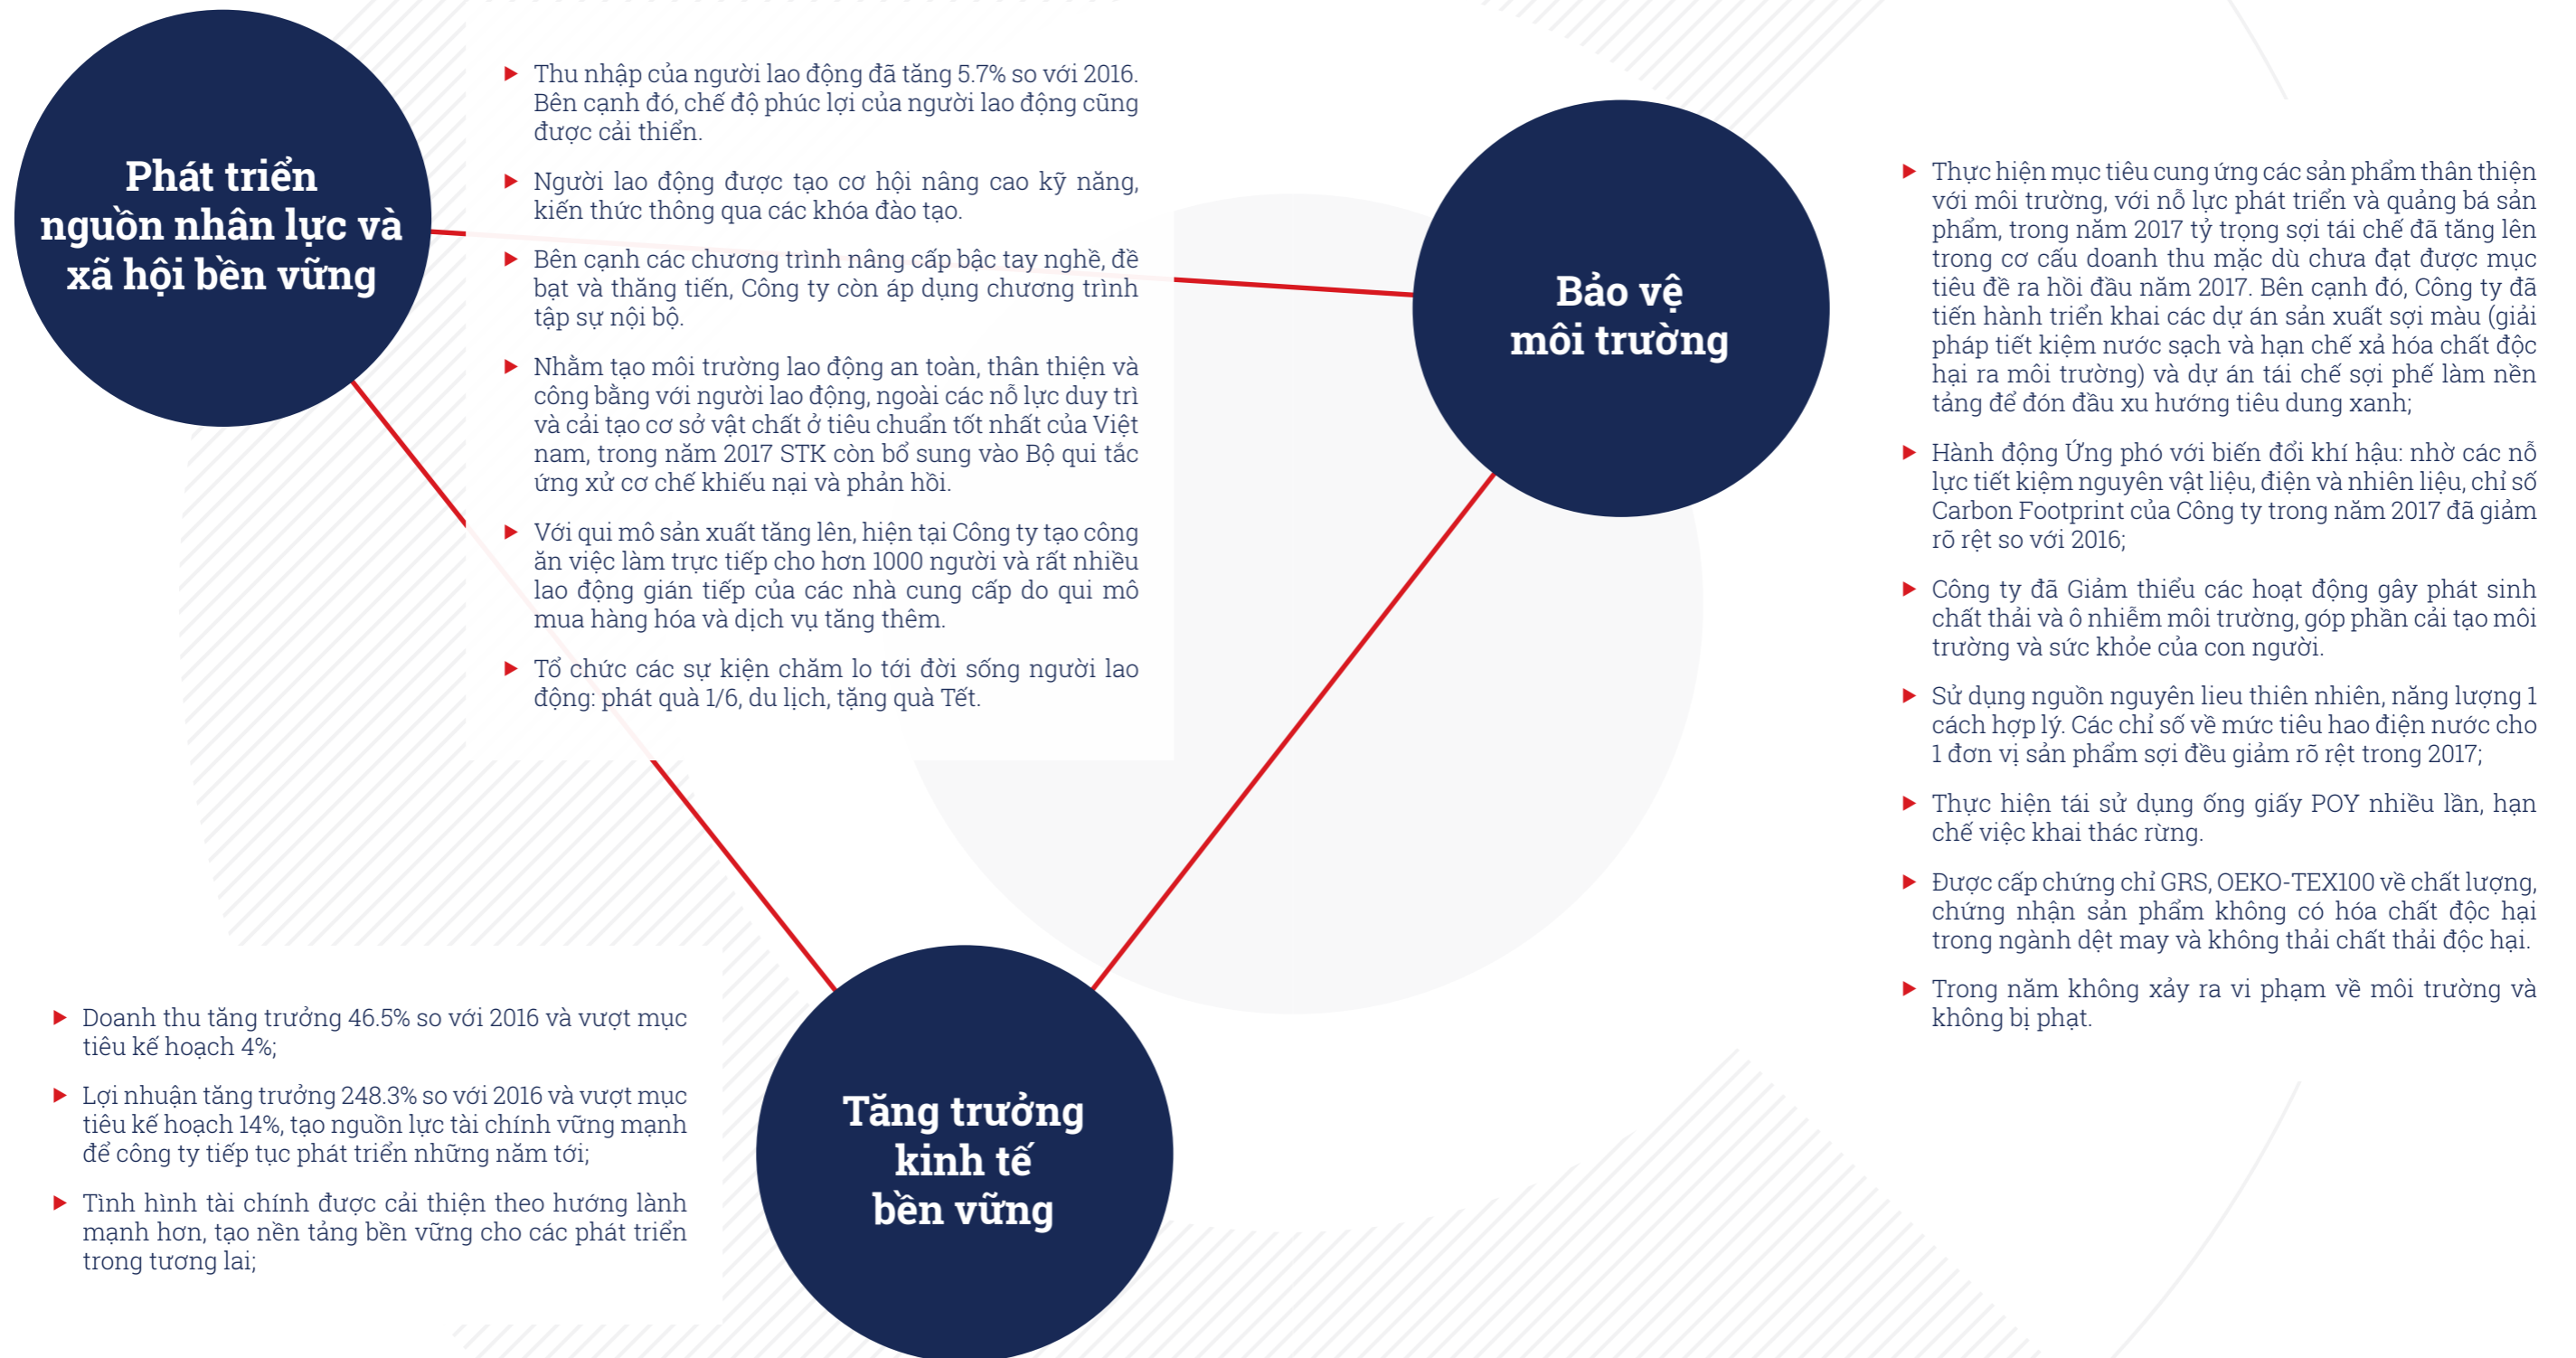 Phát triển
nguồn nhân lực và
xã hội bền vững
Thu nhập của người lao động đã tăng 5.7% so với 2016.
Bên cạnh đó, chế độ phúc lợi của người lao động cũng
được cải thiển.
Người lao động được tạo cơ hội nâng cao kỹ năng,
kiến thức thông qua các khóa đào tạo.
Bên cạnh các chương trình nâng cấp bậc tay nghề, đề
bạt và thăng tiến, Công ty còn áp dụng chương trình
tập sự nội bộ.
Nhằm tạo môi trường lao động an toàn, thân thiện và
công bằng với người lao động, ngoài các nỗ lực duy trì
và cải tạo cơ sở vật chất ở tiêu chuẩn tốt nhất của Việt
nam, trong năm 2017 STK còn bổ sung vào Bộ qui tắc
ứng xử cơ chế khiếu nại và phản hồi.
Với qui mô sản xuất tăng lên, hiện tại Công ty tạo công
ăn việc làm trực tiếp cho hơn 1000 người và rất nhiều
lao động gián tiếp của các nhà cung cấp do qui mô
mua hàng hóa và dịch vụ tăng thêm.
Tổ chức các sự kiện chăm lo tới đời sống người lao
động: phát quà 1/6, du lịch, tặng quà Tết.
Bảo vệ
môi trường
Thực hiện mục tiêu cung ứng các sản phẩm thân thiện
với môi trường, với nỗ lực phát triển và quảng bá sản
phẩm, trong năm 2017 tỷ trọng sợi tái chế đã tăng lên
trong cơ cấu doanh thu mặc dù chưa đạt được mục
tiêu đề ra hồi đầu năm 2017. Bên cạnh đó, Công ty đã
tiến hành triển khai các dự án sản xuất sợi màu (giải
pháp tiết kiệm nước sạch và hạn chế xả hóa chất độc
hại ra môi trường) và dự án tái chế sợi phế làm nền
tảng để đón đầu xu hướng tiêu dung xanh;
Hành động Ứng phó với biến đổi khí hậu: nhờ các nỗ
lực tiết kiệm nguyên vật liệu, điện và nhiên liệu, chỉ số
Carbon Footprint của Công ty trong năm 2017 đã giảm
rõ rệt so với 2016;
Công ty đã Giảm thiểu các hoạt động gây phát sinh
chất thải và ô nhiễm môi trường, góp phần cải tạo môi
trường và sức khỏe của con người.
Sử dụng nguồn nguyên lieu thiên nhiên, năng lượng 1
cách hợp lý. Các chỉ số về mức tiêu hao điện nước cho
1 đơn vị sản phẩm sợi đều giảm rõ rệt trong 2017;
Thực hiện tái sử dụng ống giấy POY nhiều lần, hạn
chế việc khai thác rừng.
Được cấp chứng chỉ GRS, OEKO-TEX100 về chất lượng,
chứng nhận sản phẩm không có hóa chất độc hại
trong ngành dệt may và không thải chất thải độc hại.
Trong năm không xảy ra vi phạm về môi trường và
không bị phạt.
Doanh thu tăng trưởng 46.5% so với 2016 và vượt mục
tiêu kế hoạch 4%;
Lợi nhuận tăng trưởng 248.3% so với 2016 và vượt mục
tiêu kế hoạch 14%, tạo nguồn lực tài chính vững mạnh
để công ty tiếp tục phát triển những năm tới;
Tình hình tài chính được cải thiện theo hướng lành
mạnh hơn, tạo nền tảng bền vững cho các phát triển
trong tương lai;
Tăng trưởng
kinh tế
bền vững